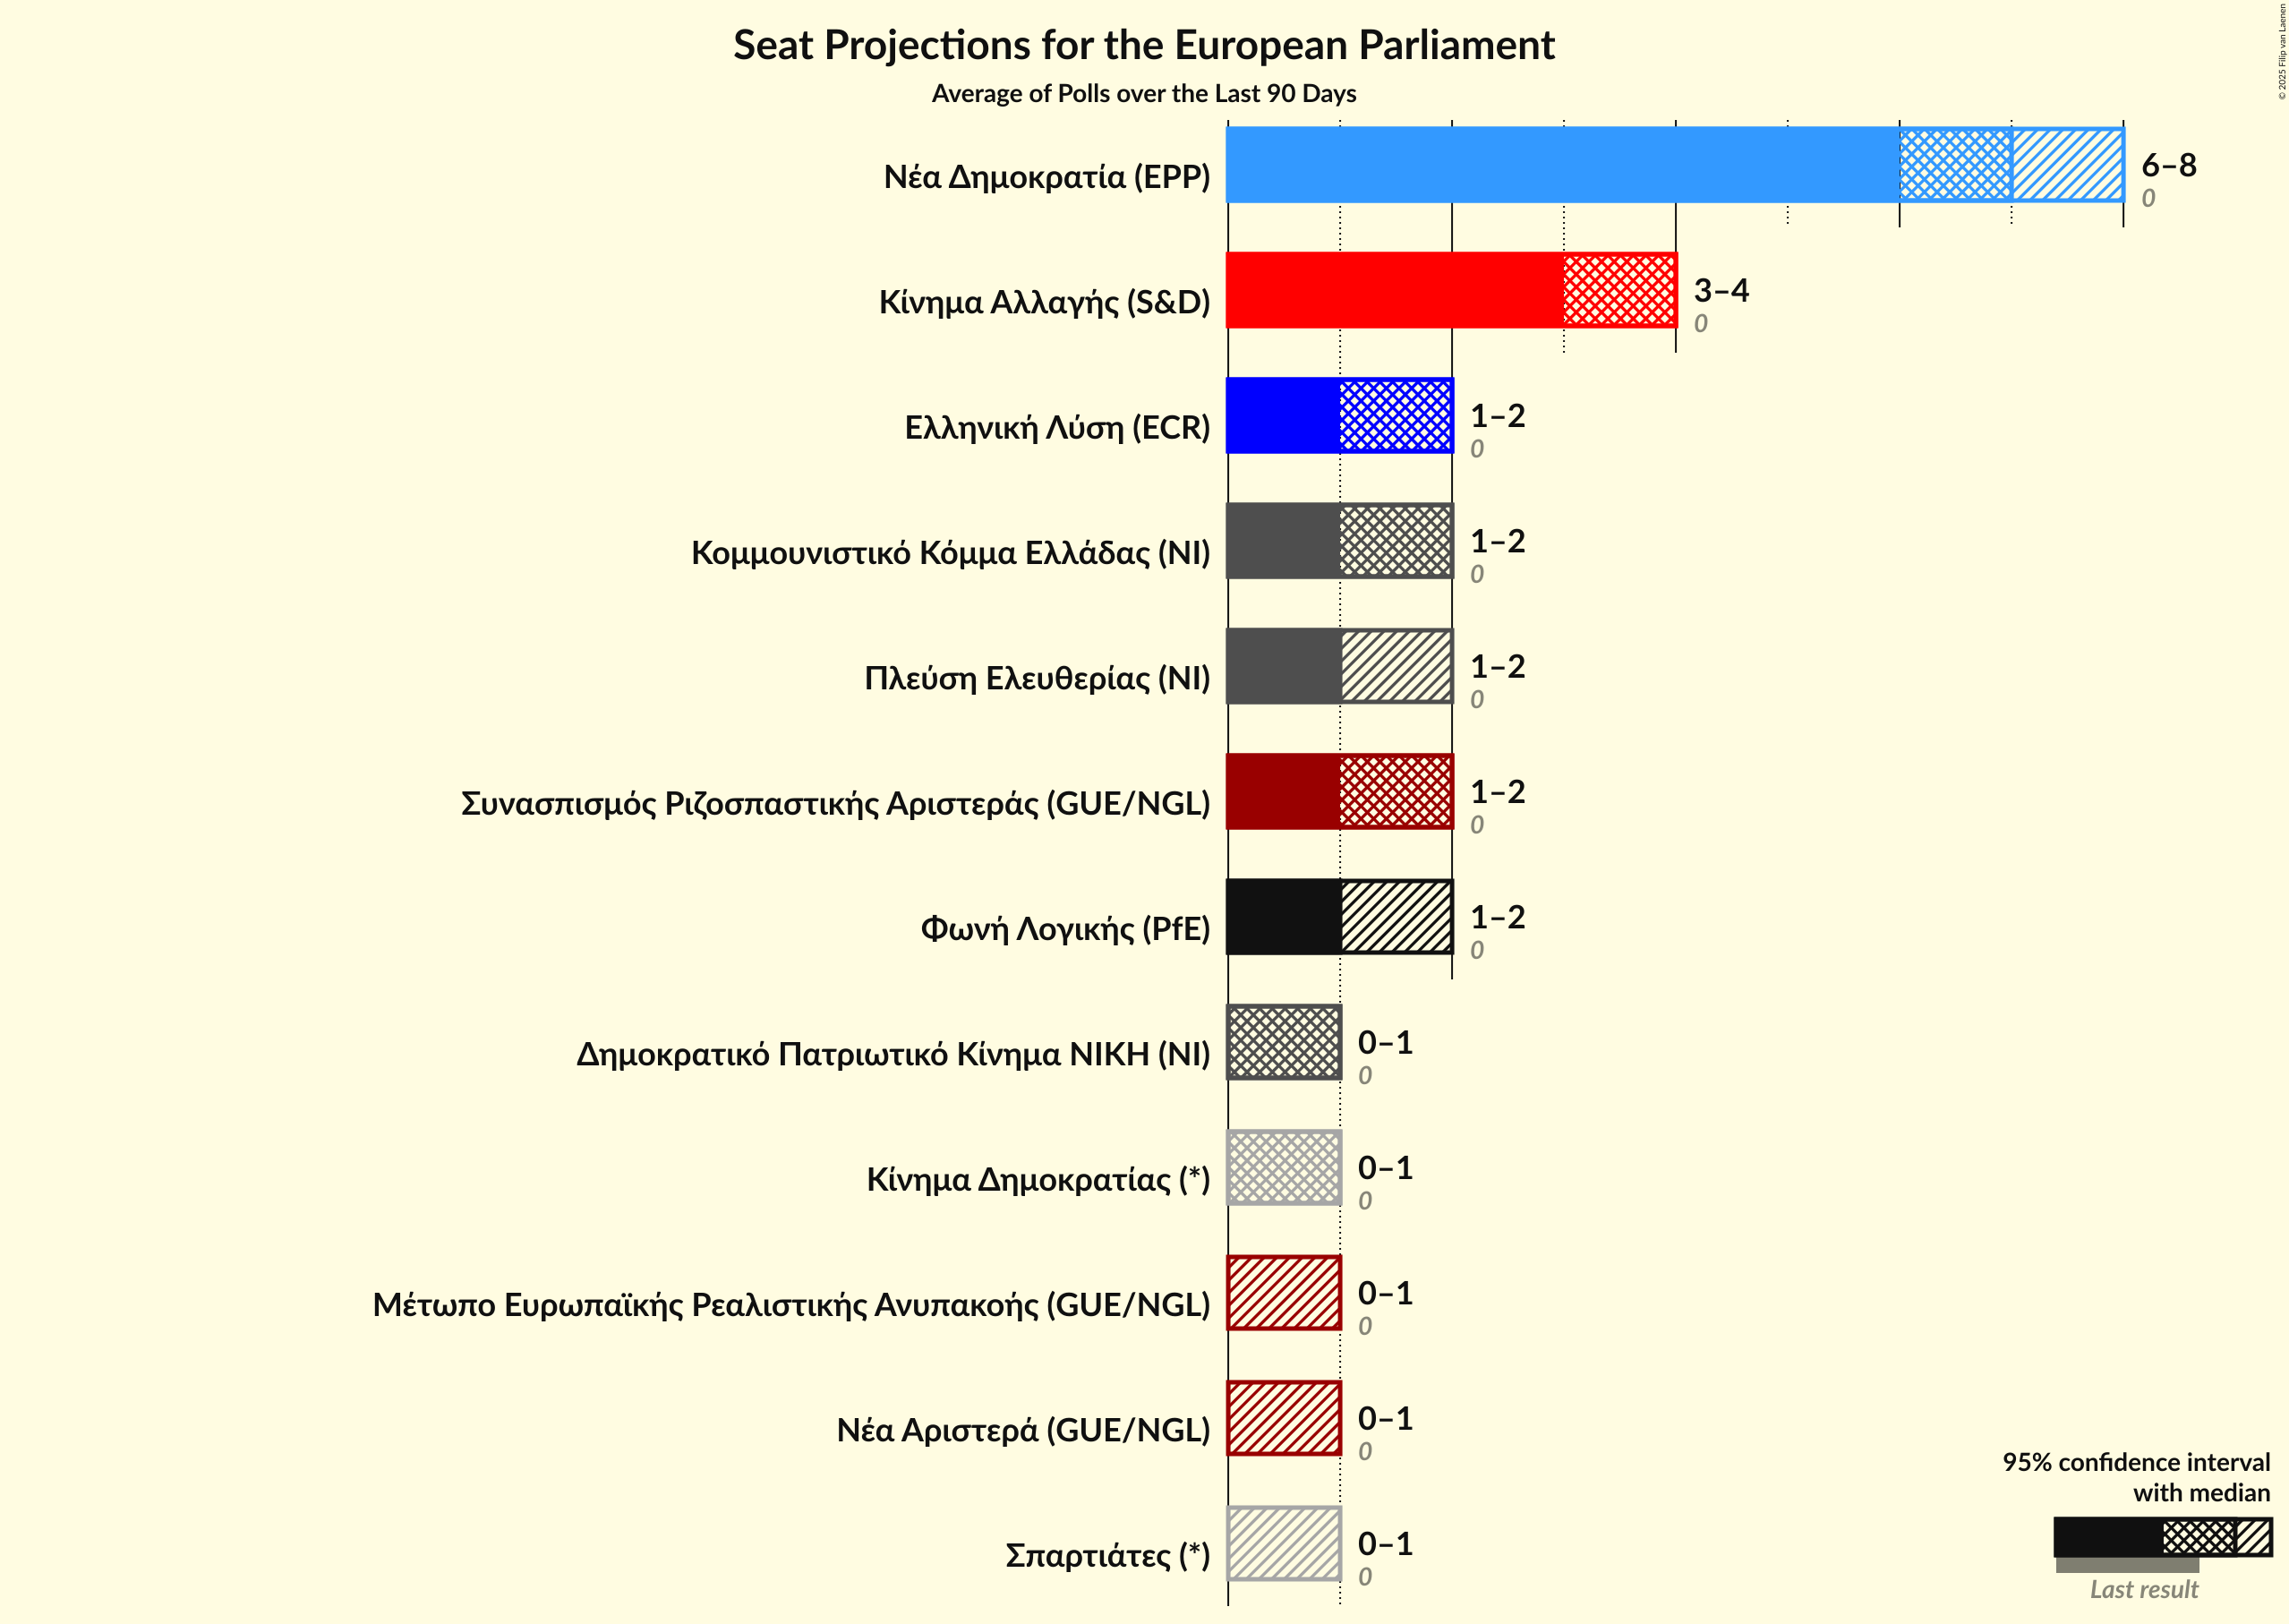 Seat Projections for the European Parliament
Average of Polls over the Last 90 Days
© 2025 Filip van Laenen
Νέα Δημοκρατία (EPP)
6–8
0
Κίνημα Αλλαγής (S&D)
3–4
0
Ελληνική Λύση (ECR)
1–2
0
Κομμουνιστικό Κόμμα Ελλάδας (NI)
1–2
0
Πλεύση Ελευθερίας (NI)
1–2
0
Συνασπισμός Ριζοσπαστικής Αριστεράς (GUE/NGL)
1–2
0
Φωνή Λογικής (PfE)
1–2
0
Δημοκρατικό Πατριωτικό Κίνημα ΝΙΚΗ (NI)
0–1
0
Κίνημα Δημοκρατίας (*)
0–1
0
Μέτωπο Ευρωπαϊκής Ρεαλιστικής Ανυπακοής (GUE/NGL)
0–1
0
Νέα Αριστερά (GUE/NGL)
0–1
0
Σπαρτιάτες (*)
0–1
0
95% confidence interval
with median
Last result